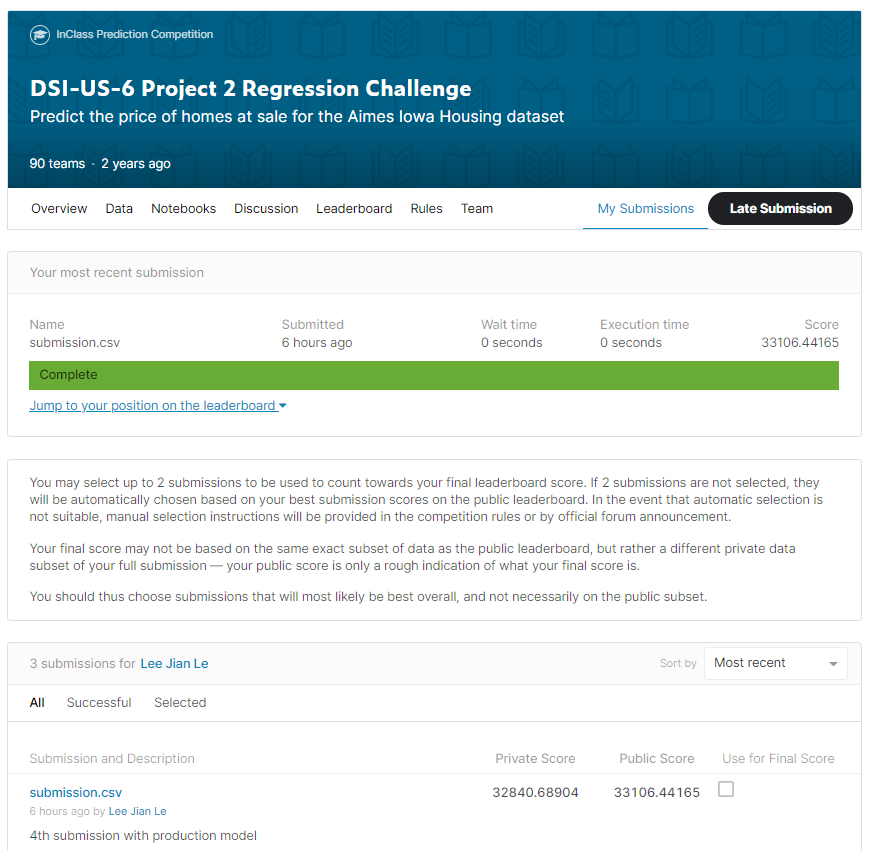 InClass Prediction Competition
DSI-US-6 Project 2 Regression Challenge
Predict the price of homes at sale for the Aimes Iowa Housing dataset
90 teams · 2 years ago
Overview Data Notebooks Discussion Leaderboard Rules Team My Submissions Late Submission
Your most recent submission
Name Submitted Wait time Execution time Score
submission.csv 6 hours ago 0 seconds 0 seconds 33106.44165
Complete
Jump to your position on the leaderboard
You may select up to 2 submissions to be used to count towards your final leaderboard score. If 2 submissions are not selected, they
will be automatically chosen based on your best submission scores on the public leaderboard. In the event that automatic selection is
not suitable, manual selection instructions will be provided in the competition rules or by official forum announcement.
Your final score may not be based on the same exact subset of data as the public leaderboard, but rather a different private data
subset of your full submission — your public score is only a rough indication of what your final score is.
You should thus choose submissions that will most likely be best overall, and not necessarily on the public subset.
3 submissions for Lee Jian Le Sort by Most recent
All Successful Selected
Submission and Description Private Score Public Score Use for Final Score
submission.csv 32840.68904 33106.44165
6 hours ago by Lee Jian Le
4th submission with production model